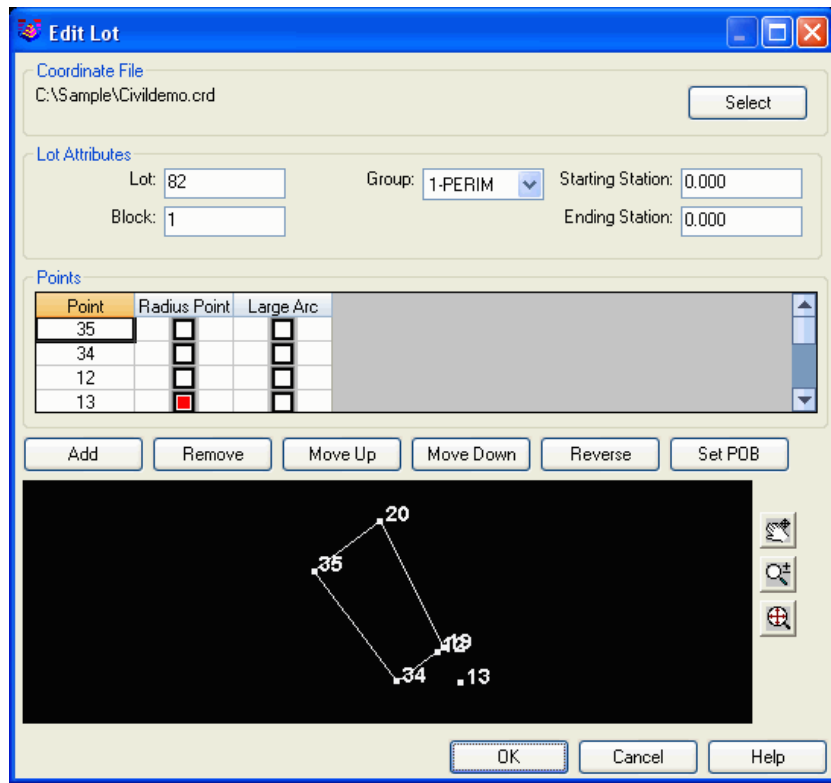 Edit Lot
Coordinate File
C:\Sample\Civildemo.crd
Select
Lot Attributes
Lot: 82 Group: 1-PERIM Starting Station: 0.000
Block: 1 Ending Station: 0.000
Points
Point Radius Point Large Arc
35
34
12
13
Add Remove Move Up Move Down Reverse Set POB
20
35
34 13
OK Cancel Help